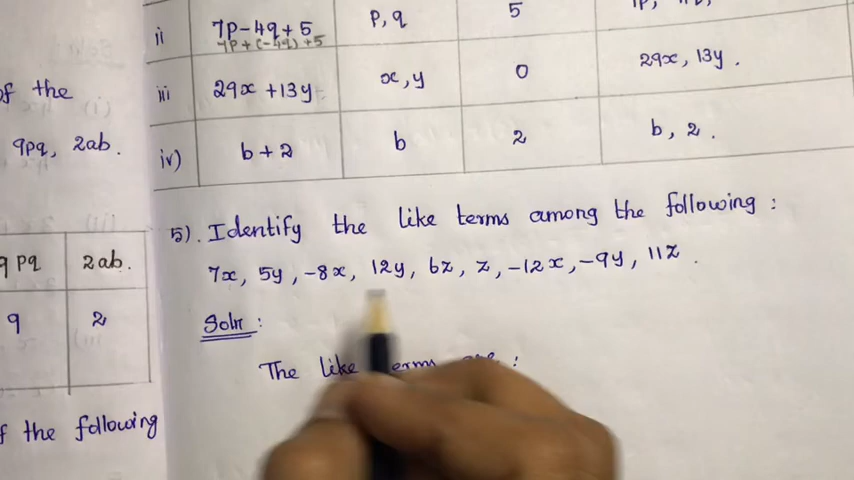 ii 7p-4q+5 p, q 5
7p+(-4q)+5
iii 29x+13y x, y 0 29x, 13y.
iv) b+2 b 2 b, 2.
of the
9pq, 2ab.
9pq 2ab.
9 2
f the following
5). Identify the like terms among the following :
7x, 5y, -8x, 12y, 6z, z, -12x, -9y, 11z.
Soln :
The like terms are :